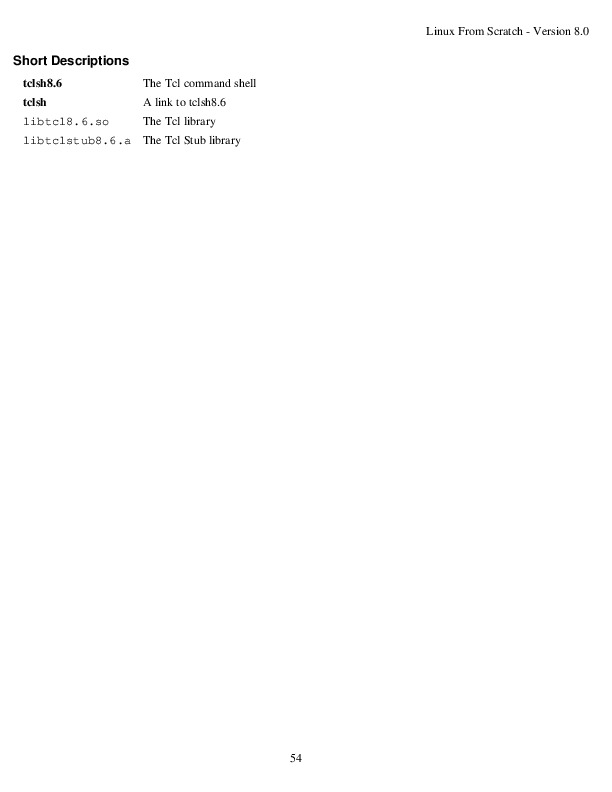 Linux From Scratch - Version 8.0
Short Descriptions
tclsh8.6 The Tcl command shell
tclsh A link to tclsh8.6
libtcl8.6.so The Tcl library
libtclstub8.6.a The Tcl Stub library
54